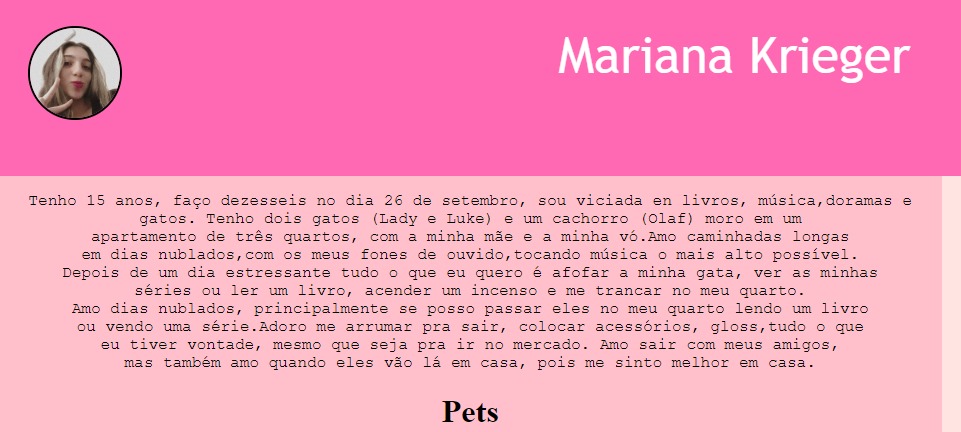 Mariana Krieger
Tenho 15 anos, faço dezesseis no dia 26 de setembro, sou viciada en livros, música,doramas e
gatos. Tenho dois gatos (Lady e Luke) e um cachorro (Olaf) moro em um
apartamento de três quartos, com a minha mãe e a minha vó.Amo caminhadas longas
em dias nublados,com os meus fones de ouvido,tocando música o mais alto possível.
Depois de um dia estressante tudo o que eu quero é afofar a minha gata, ver as minhas
séries ou ler um livro, acender um incenso e me trancar no meu quarto.
Amo dias nublados, principalmente se posso passar eles no meu quarto lendo um livro
ou vendo uma série.Adoro me arrumar pra sair, colocar acessórios, gloss,tudo o que
eu tiver vontade, mesmo que seja pra ir no mercado. Amo sair com meus amigos,
mas também amo quando eles vão lá em casa, pois me sinto melhor em casa.
Pets